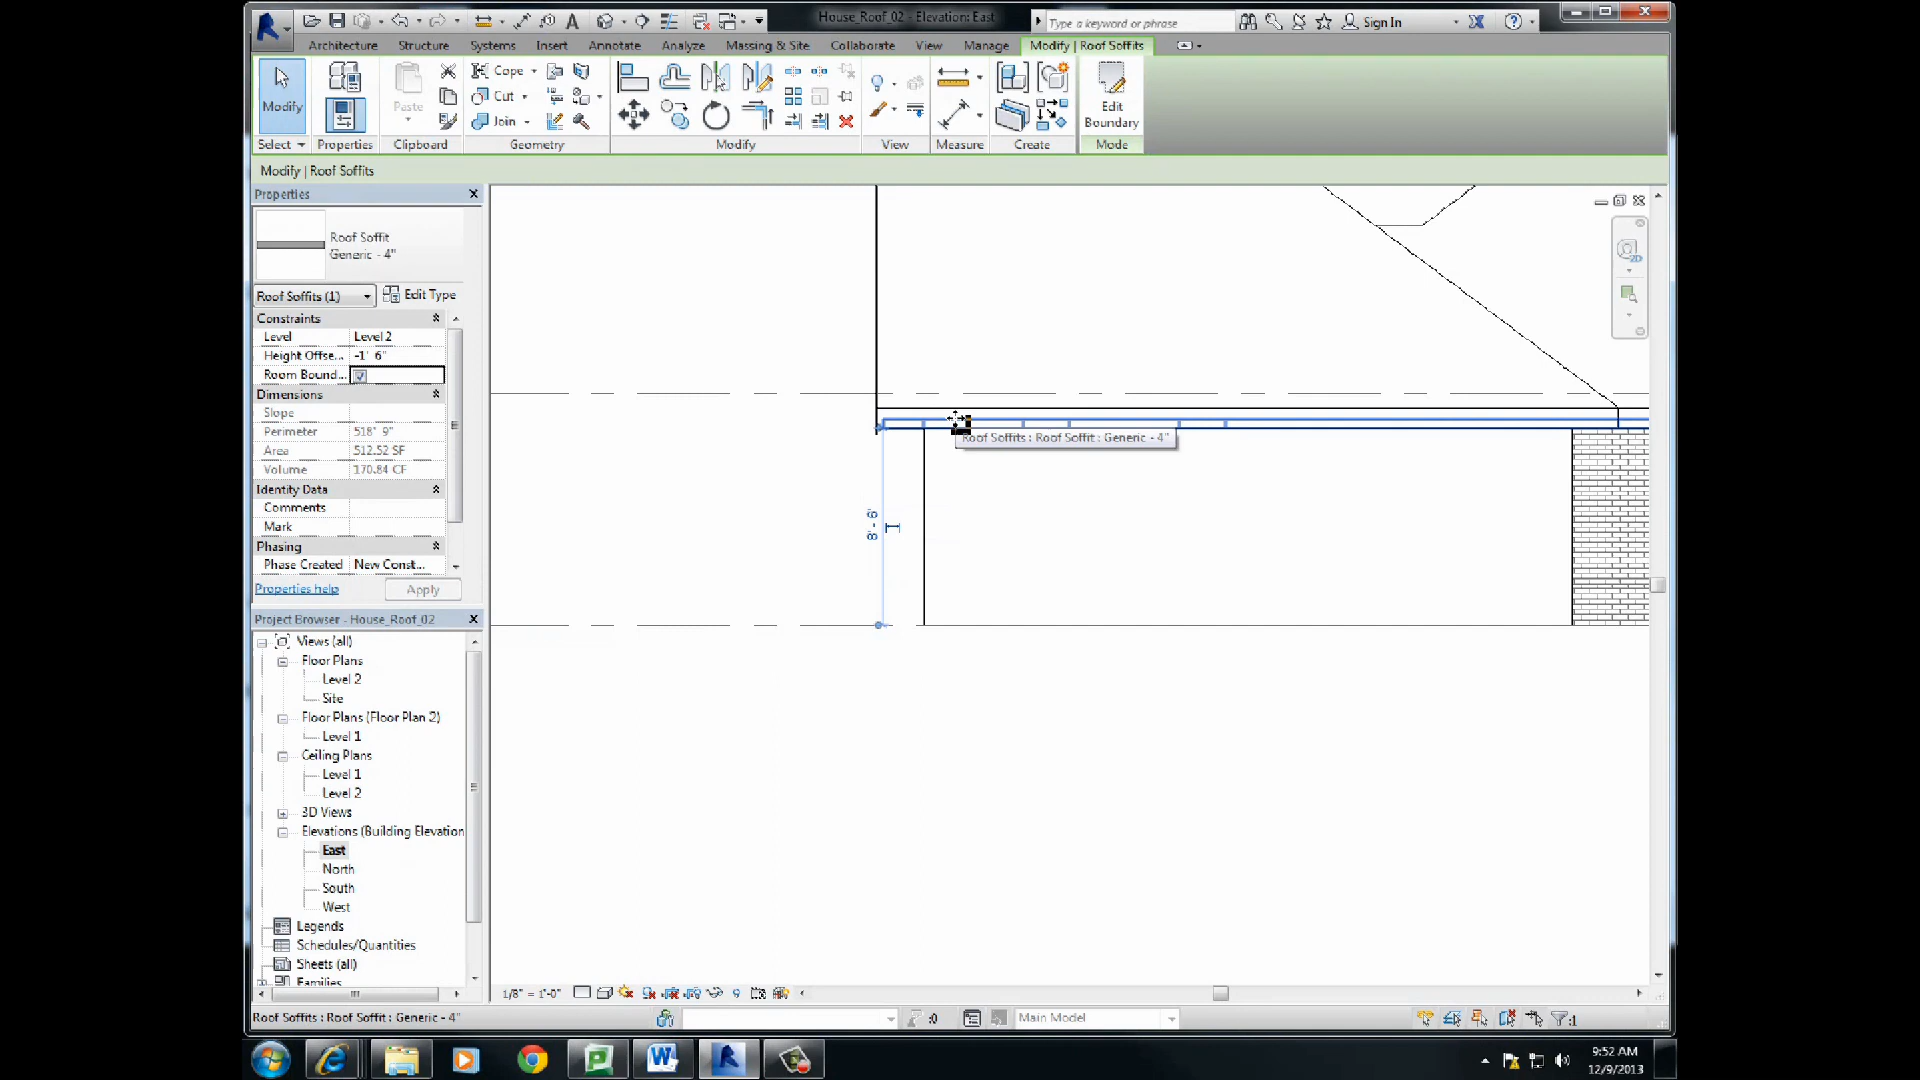 House_Roof_02 - Elevation: East
Type a keyword or phrase
Sign In
Architecture
Structure
Systems
Insert
Annotate
Analyze
Massing & Site
Collaborate
View
Manage
Modify | Roof Soffits
Modify
Paste
Cope
Cut
Join
Edit
Boundary
Select
Properties
Clipboard
Geometry
Modify
View
Measure
Create
Mode
Modify | Roof Soffits
Properties
Roof Soffit
Generic - 4"
Roof Soffits (1)
Edit Type
Constraints
Level
Level 2
Height Offse...
-1' 6"
Room Bound...
Dimensions
Slope
Perimeter
518' 9"
Area
512.52 SF
Volume
170.84 CF
Identity Data
Comments
Mark
Phasing
Phase Created
New Const...
Properties help
Apply
Project Browser - House_Roof_02
Views (all)
Floor Plans
Level 2
Site
Floor Plans (Floor Plan 2)
Level 1
Ceiling Plans
Level 1
Level 2
3D Views
Elevations (Building Elevation
East
North
South
West
Legends
Schedules/Quantities
Sheets (all)
Families
2D
Roof Soffits : Roof Soffit : Generic - 4"
8' - 6"
1/8" = 1'-0"
Roof Soffits : Roof Soffit : Generic - 4"
:0
Main Model
:1
9:52 AM
12/9/2013